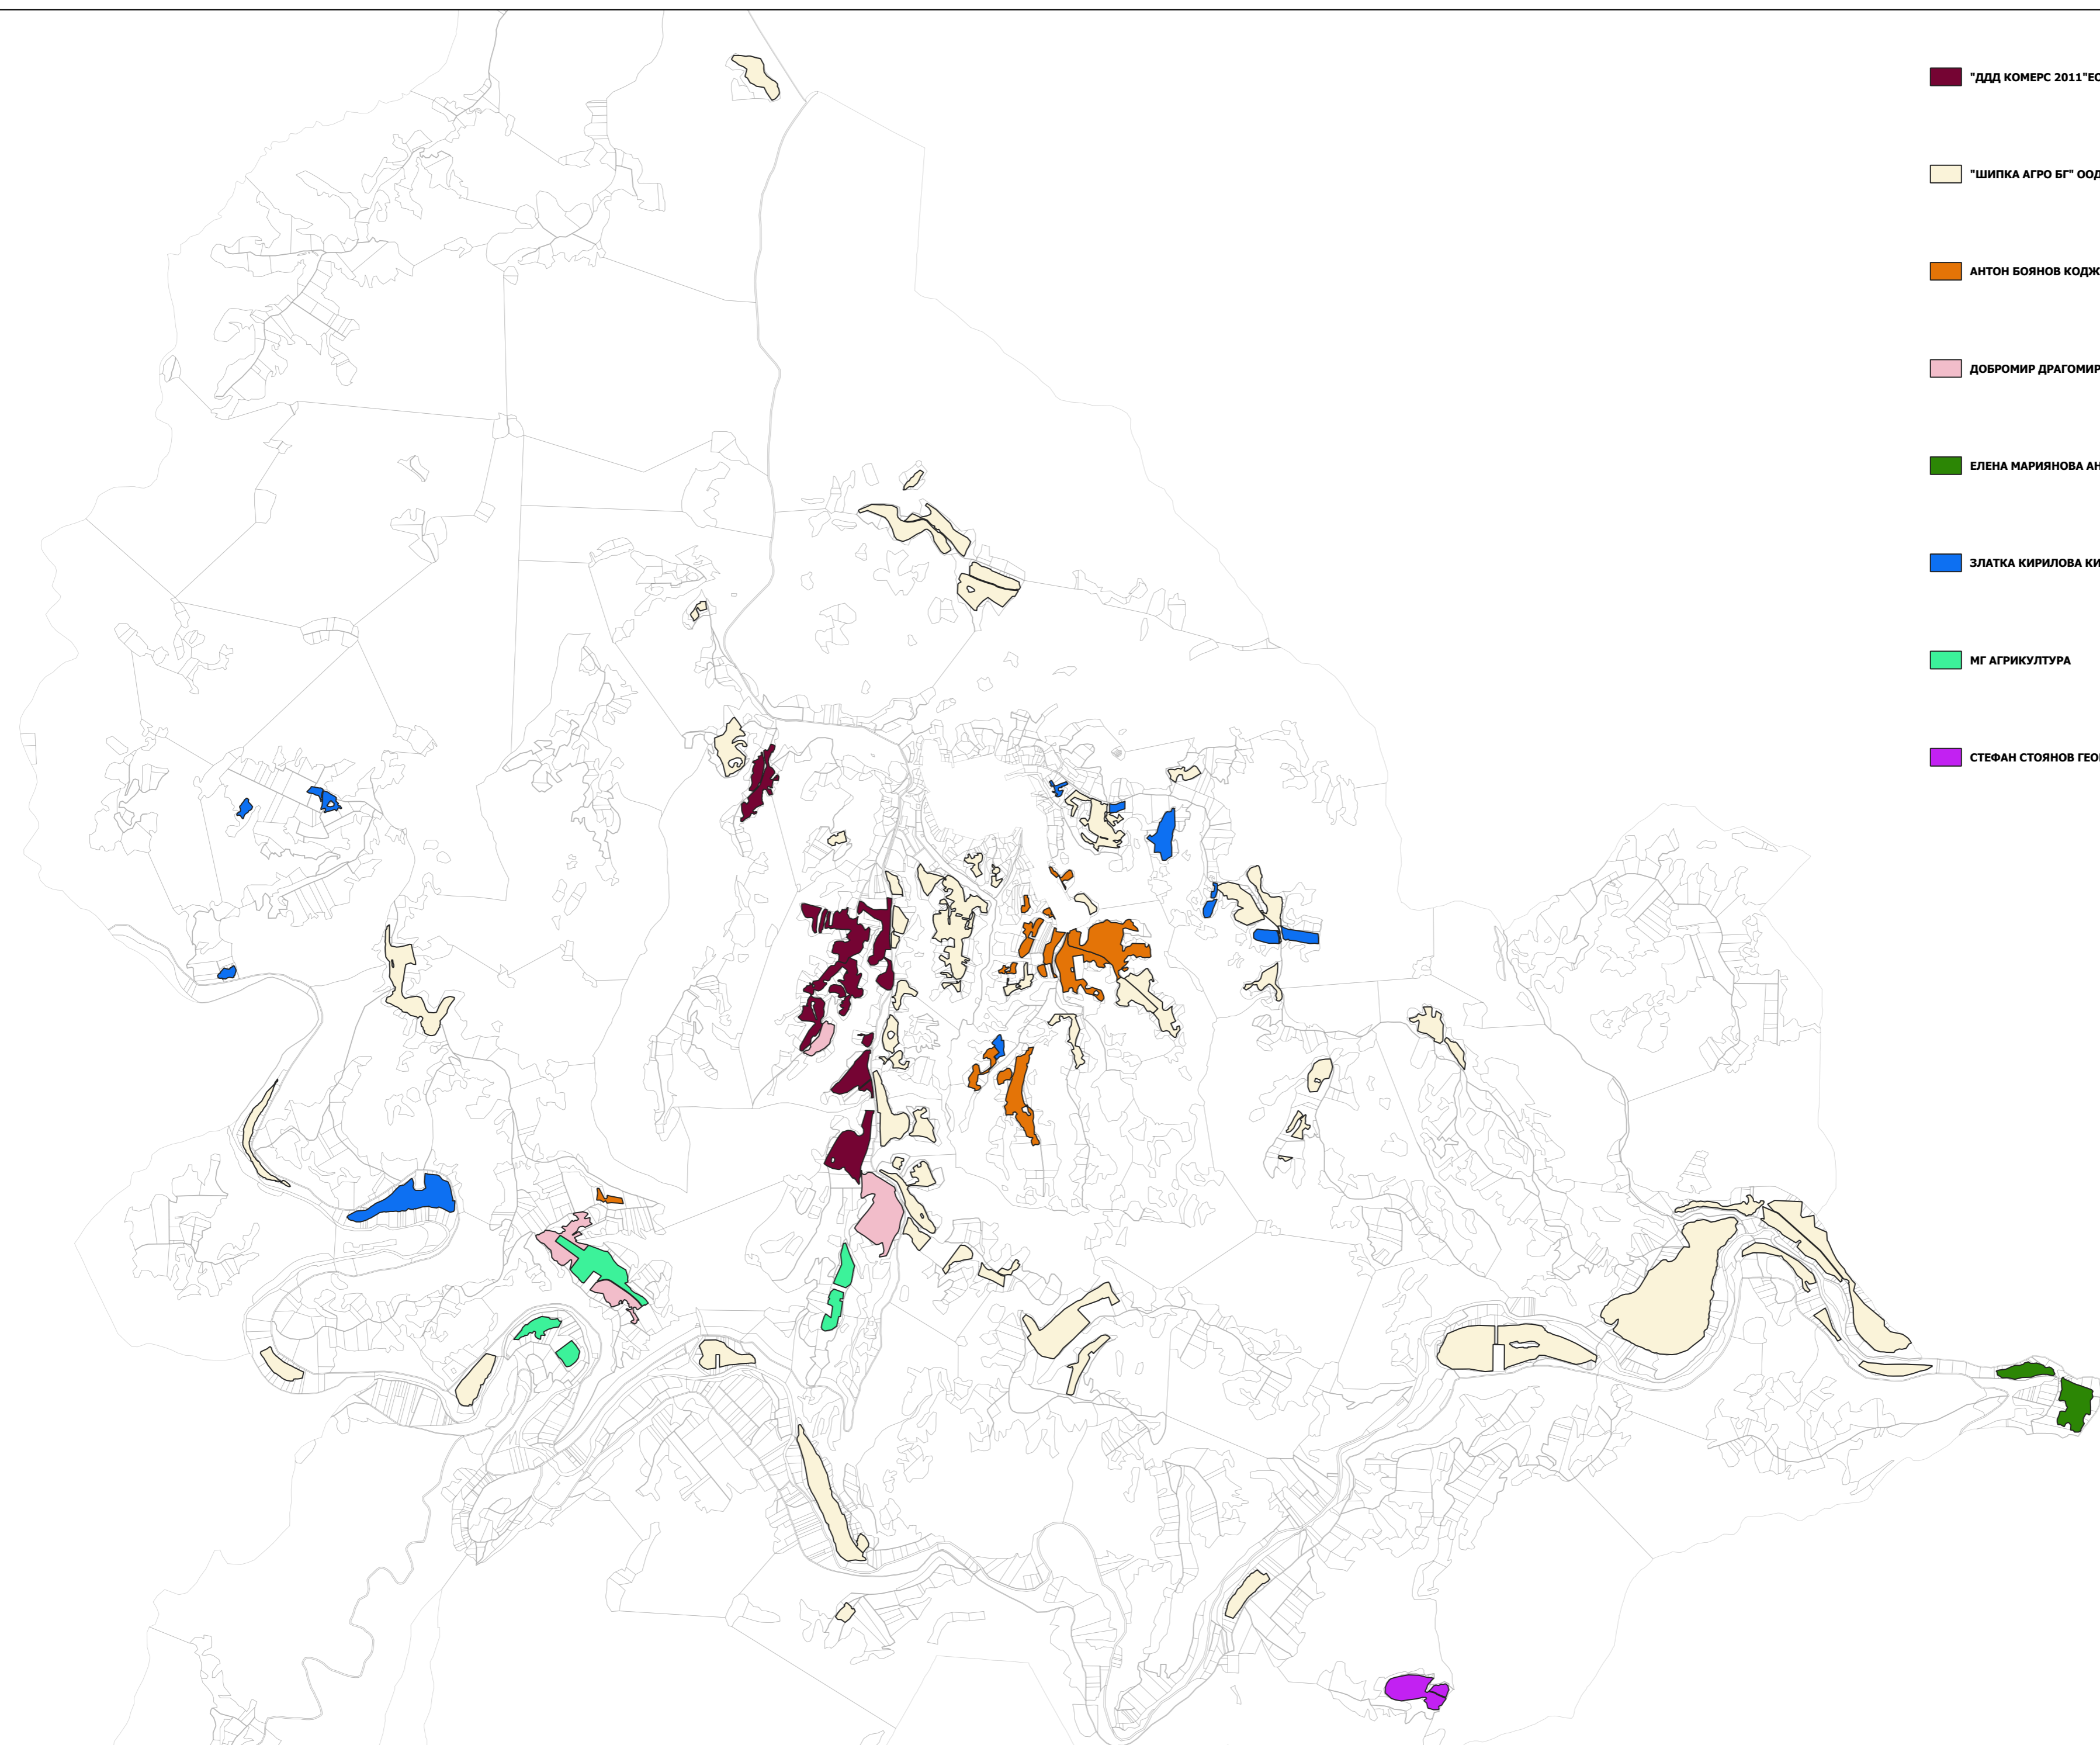 "ДДД КОМЕРС 2011"ЕО
"ШИПКА АГРО БГ" ООД
АНТОН БОЯНОВ КОДЖ
ДОБРОМИР ДРАГОМИР
ЕЛЕНА МАРИЯНОВА АН
ЗЛАТКА КИРИЛОВА КИ
МГ АГРИКУЛТУРА
СТЕФАН СТОЯНОВ ГЕО